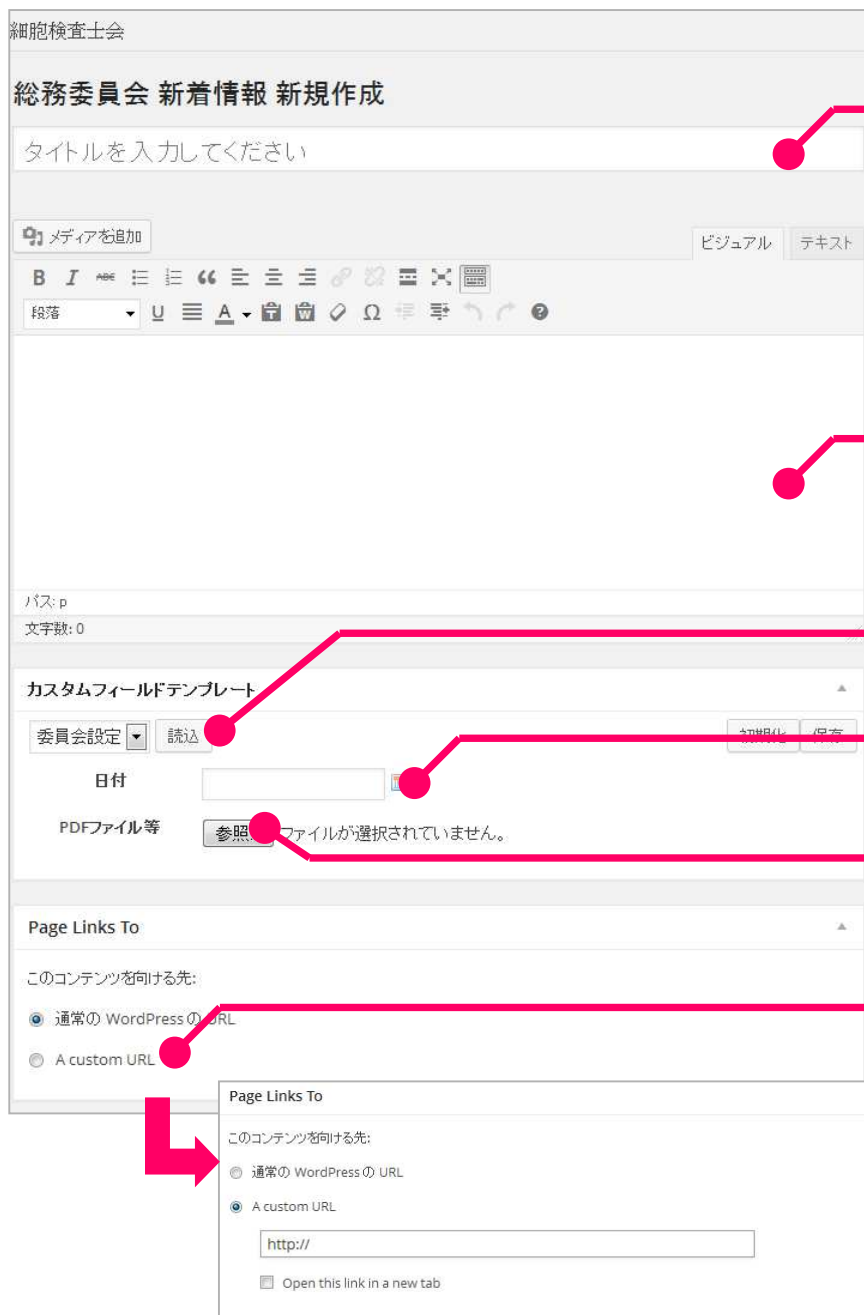 細胞検査士会
総務委員会 新着情報 新規作成
タイトルを入力してください
メディアを追加
ビジュアル テキスト
B I ABC
段落 U A T W Ω
パス: p
文字数: 0
カスタムフィールドテンプレート
委員会設定 読込 初期化 保存
日付
PDFファイル等 参照 ファイルが選択されていません。
Page Links To
このコンテンツを向ける先:
通常の WordPress の URL
A custom URL
Page Links To
このコンテンツを向ける先:
通常の WordPress の URL
A custom URL
http://
Open this link in a new tab